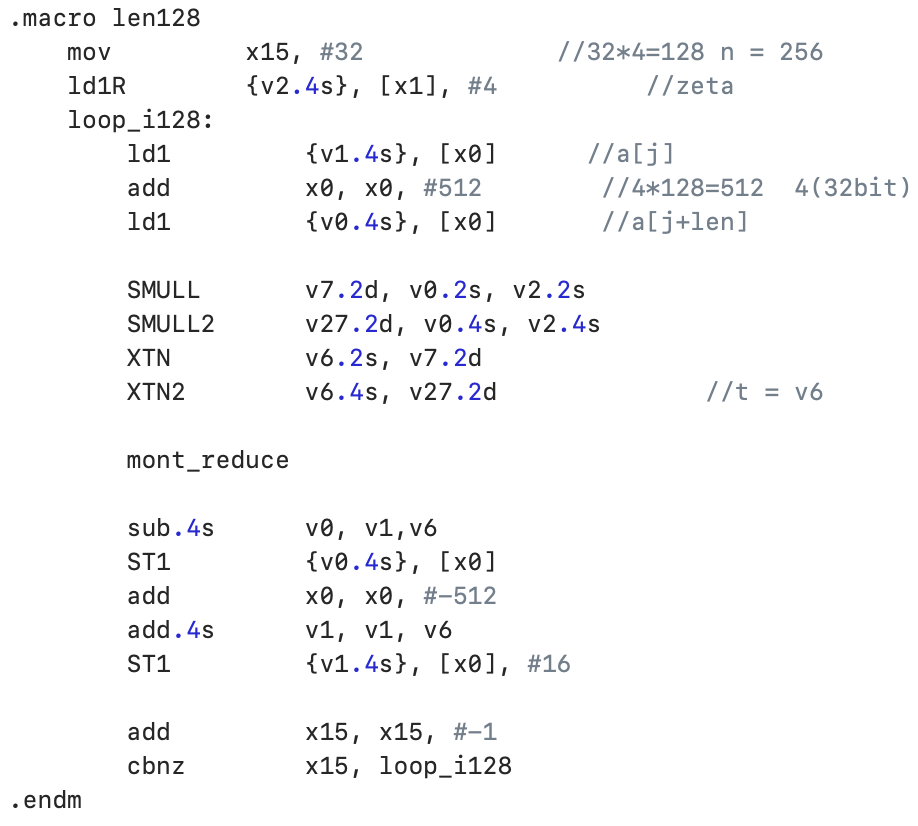 .macro len128
mov x15, #32 //32*4=128 n = 256
ld1R {v2.4s}, [x1], #4 //zeta
loop_i128:
ld1 {v1.4s}, [x0] //a[j]
add x0, x0, #512 //4*128=512 4(32bit)
ld1 {v0.4s}, [x0] //a[j+len]
SMULL v7.2d, v0.2s, v2.2s
SMULL2 v27.2d, v0.4s, v2.4s
XTN v6.2s, v7.2d
XTN2 v6.4s, v27.2d //t = v6
mont_reduce
sub.4s v0, v1,v6
ST1 {v0.4s}, [x0]
add x0, x0, #-512
add.4s v1, v1, v6
ST1 {v1.4s}, [x0], #16
add x15, x15, #-1
cbnz x15, loop_i128
.endm